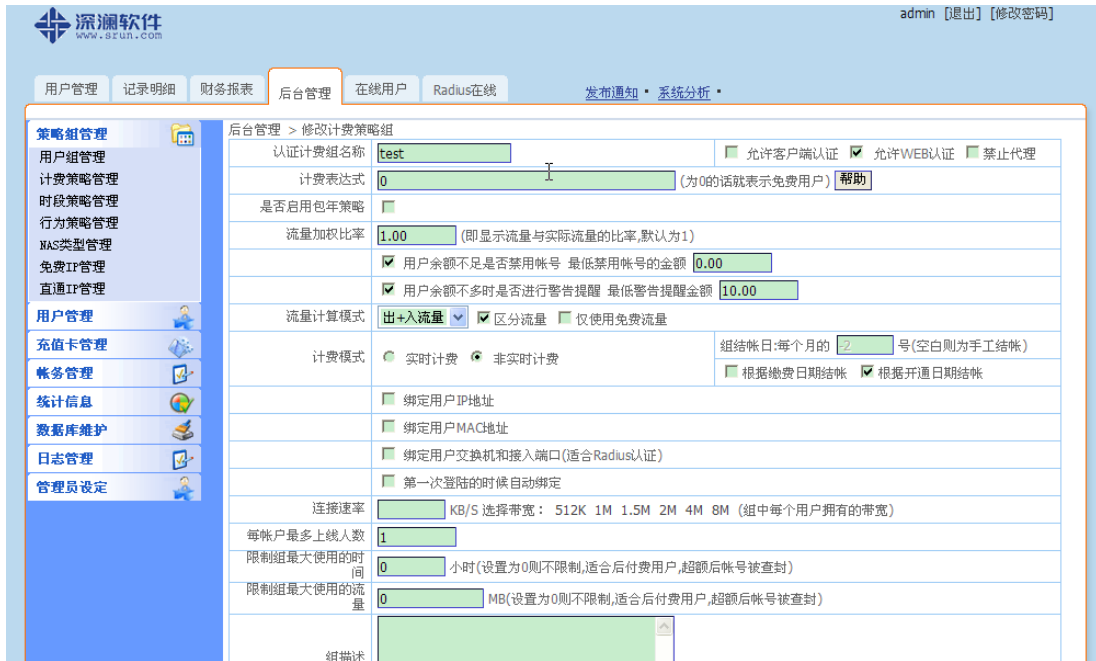 深澜软件
www.srun.com
admin [退出] [修改密码]
用户管理 记录明细 财务报表 后台管理 在线用户 Radius在线 发布通知 • 系统分析 •
策略组管理
用户组管理
计费策略管理
时段策略管理
行为策略管理
NAS类型管理
免费IP管理
直通IP管理
用户管理
充值卡管理
帐务管理
统计信息
数据库维护
日志管理
管理员设定
后台管理 > 修改计费策略组
认证计费组名称 test 允许客户端认证 允许WEB认证 禁止代理
计费表达式 0 (为0的话就表示免费用户) 帮助
是否启用包年策略
流量加权比率 1.00 (即显示流量与实际流量的比率,默认为1)
用户余额不足是否禁用帐号 最低禁用帐号的金额 0.00
用户余额不多时是否进行警告提醒 最低警告提醒金额 10.00
流量计算模式 出+入流量 区分流量 仅使用免费流量
计费模式 实时计费 非实时计费
组结帐日:每个月的 -2 号(空白则为手工结帐)
根据缴费日期结帐 根据开通日期结帐
绑定用户IP地址
绑定用户MAC地址
绑定用户交换机和接入端口(适合Radius认证)
第一次登陆的时候自动绑定
连接速率 KB/S 选择带宽： 512K 1M 1.5M 2M 4M 8M (组中每个用户拥有的带宽)
每帐户最多上线人数 1
限制组最大使用的时
间 0 小时(设置为0则不限制,适合后付费用户,超额后帐号被查封)
限制组最大使用的流
量 0 MB(设置为0则不限制,适合后付费用户,超额后帐号被查封)
组描述